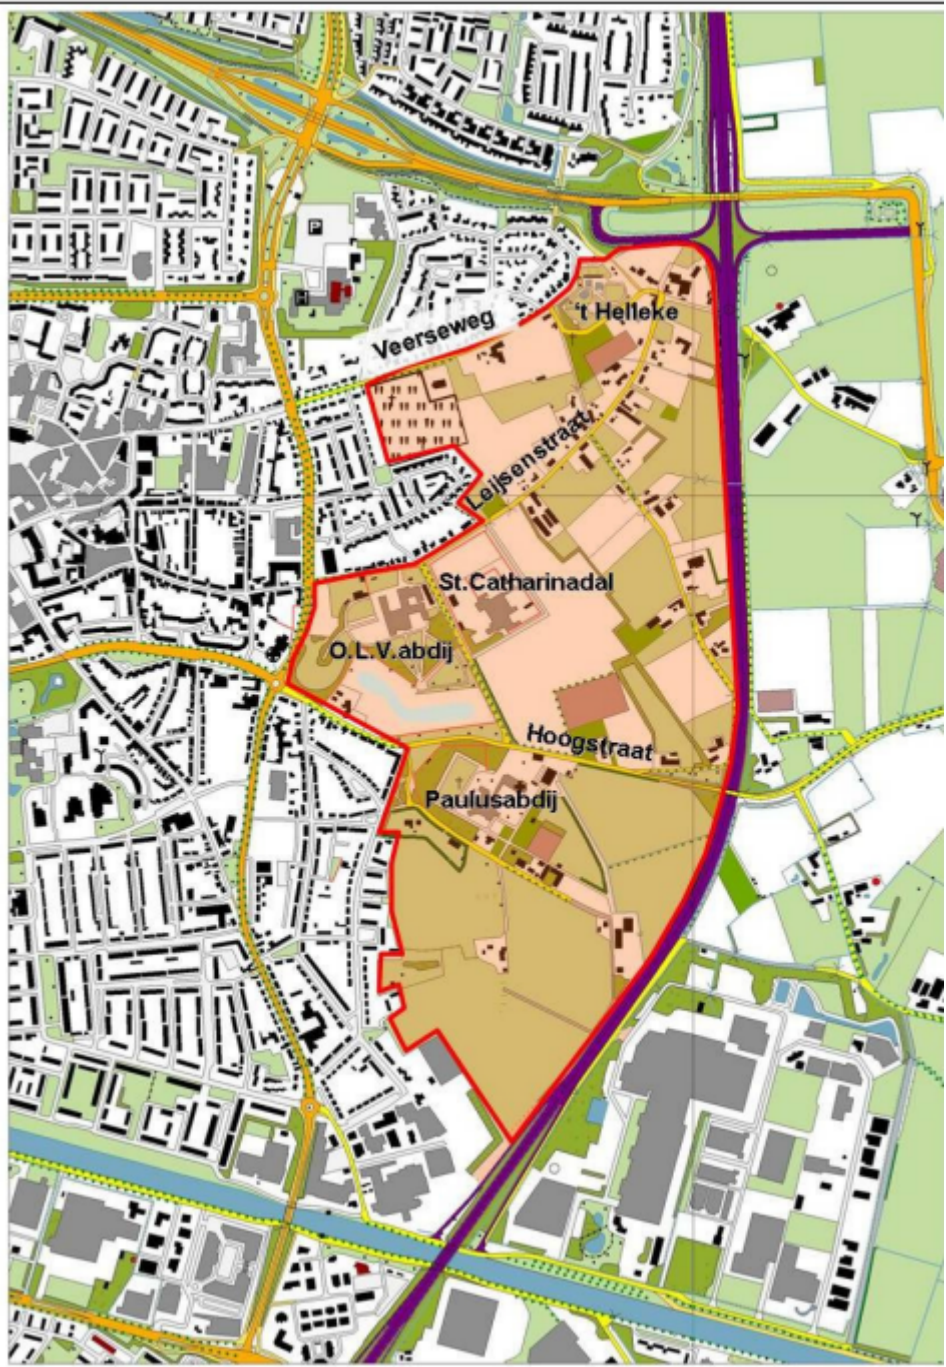 P
H
't Helleke
Veerseweg
Leijsenstraat
St.Catharinadal
O.L.V.abdij
Hoogstraat
Paulusabdij